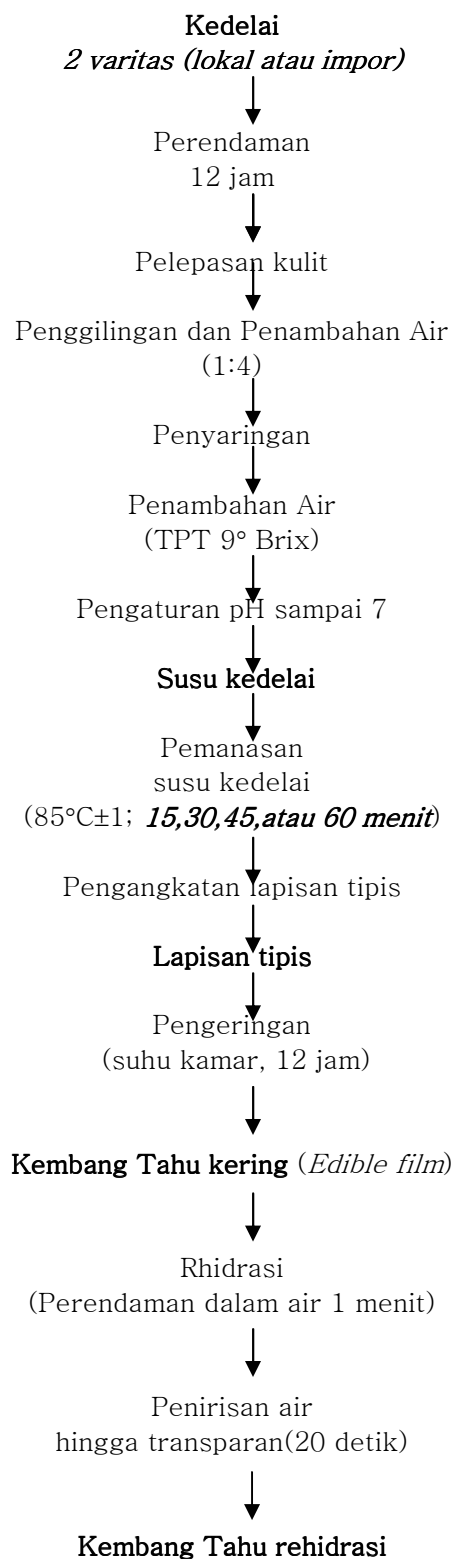 Kedelai
2 varitas (lokal atau impor)
Perendaman
12 jam
Pelepasan kulit
Penggilingan dan Penambahan Air
(1:4)
Penyaringan
Penambahan Air
(TPT 9° Brix)
Pengaturan pH sampai 7
Susu kedelai
Pemanasan
susu kedelai
(85°C±1; 15,30,45,atau 60 menit)
Pengangkatan lapisan tipis
Lapisan tipis
Pengeringan
(suhu kamar, 12 jam)
Kembang Tahu kering (Edible film)
Rhidrasi
(Perendaman dalam air 1 menit)
Penirisan air
hingga transparan(20 detik)
Kembang Tahu rehidrasi